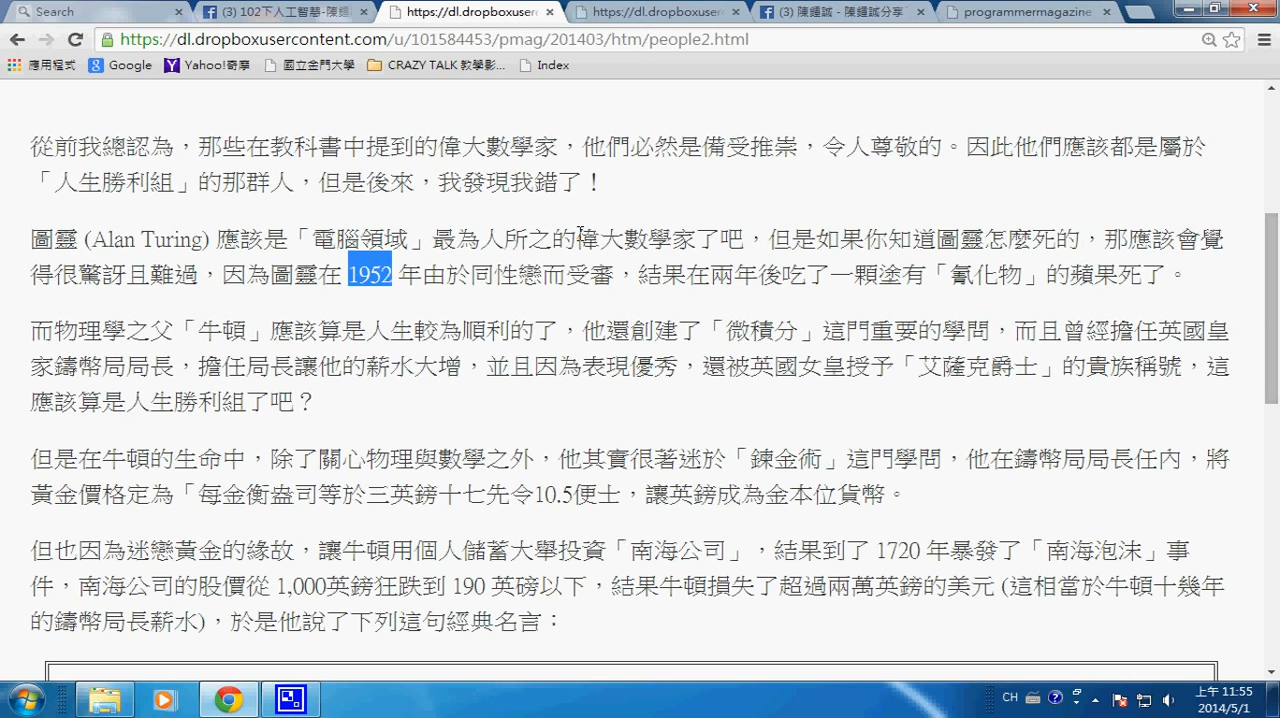 Search
(3) 102下人工智慧-陳鍾
https://dl.dropboxuserc
https://dl.dropboxuserc
(3) 陳鍾誠 - 陳鍾誠分享
programmermagazine
https://dl.dropboxusercontent.com/u/101584453/pmag/201403/htm/people2.html
應用程式
Google
Yahoo!奇摩
國立金門大學
CRAZY TALK 教學影...
Index
從前我總認為，那些在教科書中提到的偉大數學家，他們必然是備受推崇，令人尊敬的。因此他們應該都是屬於
「人生勝利組」的那群人，但是後來，我發現我錯了！
圖靈 (Alan Turing) 應該是「電腦領域」最為人所之的偉大數學家了吧，但是如果你知道圖靈怎麼死的，那應該會覺
得很驚訝且難過，因為圖靈在 1952 年由於同性戀而受審，結果在兩年後吃了一顆塗有「氰化物」的蘋果死了。
而物理學之父「牛頓」應該算是人生較為順利的了，他還創建了「微積分」這門重要的學問，而且曾經擔任英國皇
家鑄幣局局長，擔任局長讓他的薪水大增，並且因為表現優秀，還被英國女皇授予「艾薩克爵士」的貴族稱號，這
應該算是人生勝利組了吧？
但是在牛頓的生命中，除了關心物理與數學之外，他其實很著迷於「鍊金術」這門學問，他在鑄幣局局長任內，將
黃金價格定為「每金衡盎司等於三英鎊十七先令10.5便士，讓英鎊成為金本位貨幣。
但也因為迷戀黃金的緣故，讓牛頓用個人儲蓄大舉投資「南海公司」，結果到了 1720 年暴發了「南海泡沫」事
件，南海公司的股價從 1,000英鎊狂跌到 190 英磅以下，結果牛頓損失了超過兩萬英鎊的美元 (這相當於牛頓十幾年
的鑄幣局長薪水)，於是他說了下列這句經典名言：
CH
上午 11:55
2014/5/1